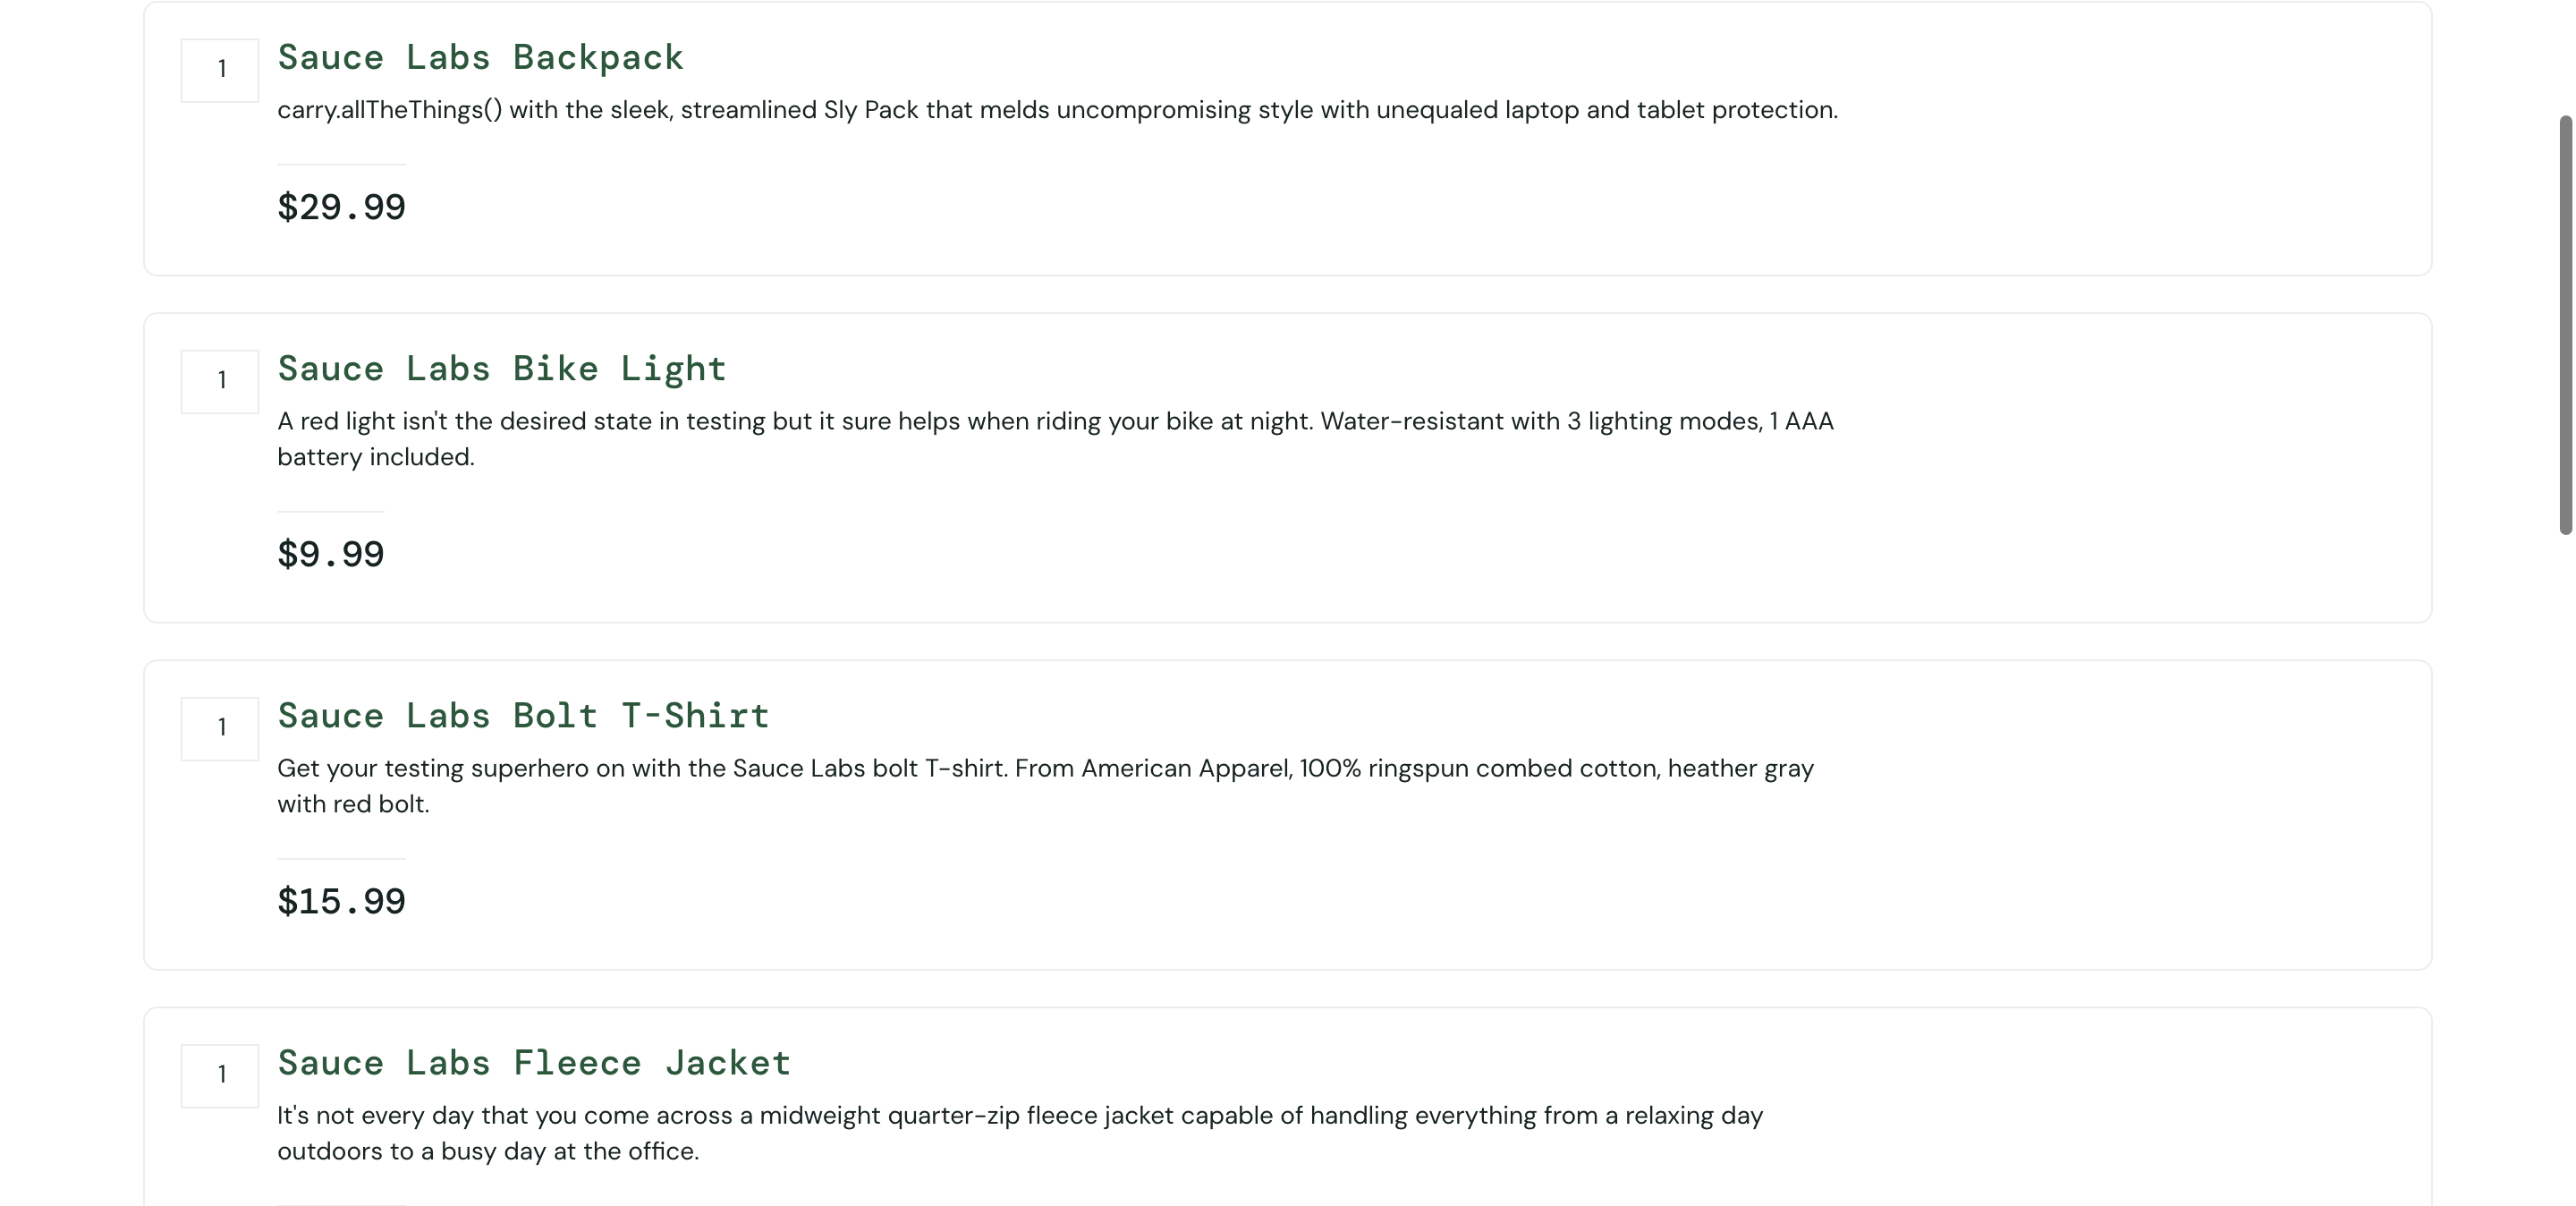 1
Sauce Labs Backpack
carry.allTheThings() with the sleek, streamlined Sly Pack that melds uncompromising style with unequaled laptop and tablet protection.
$29.99
1
Sauce Labs Bike Light
A red light isn't the desired state in testing but it sure helps when riding your bike at night. Water-resistant with 3 lighting modes, 1 AAA
battery included.
$9.99
1
Sauce Labs Bolt T-Shirt
Get your testing superhero on with the Sauce Labs bolt T-shirt. From American Apparel, 100% ringspun combed cotton, heather gray
with red bolt.
$15.99
1
Sauce Labs Fleece Jacket
It's not every day that you come across a midweight quarter-zip fleece jacket capable of handling everything from a relaxing day
outdoors to a busy day at the office.